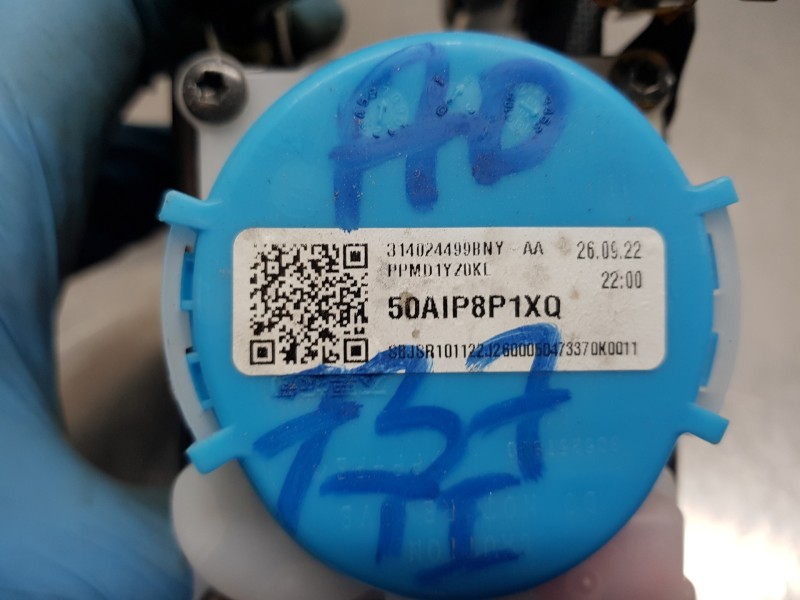 AD
314024499BNY - AA 26.09.22
PPMD1YZ0KL 22:00
50AIP8P1XQ
SBJSR101122J2600050473370K0011
737
II